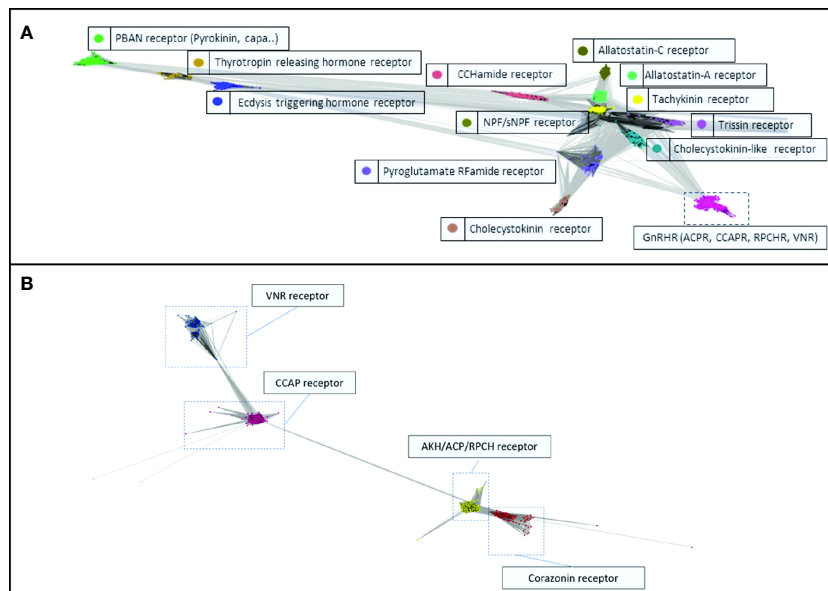 A
PBAN receptor (Pyrokinin, capa..)
Allatostatin-C receptor
Thyrotropin releasing hormone receptor
CCHamide receptor
Allatostatin-A receptor
Ecdysis triggering hormone receptor
Tachykinin receptor
NPF/sNPF receptor
Trissin receptor
Cholecystokinin-like receptor
Pyroglutamate RFamide receptor
Cholecystokinin receptor
GnRHR (ACPR, CCAPR, RPCHR, VNR)
B
VNR receptor
CCAP receptor
AKH/ACP/RPCH receptor
Corazonin receptor